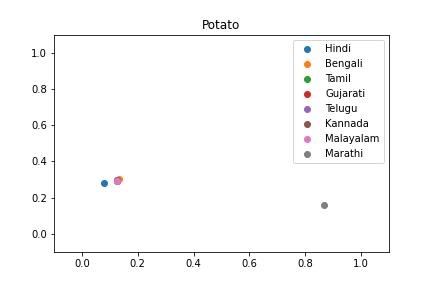 Potato
1.0
0.8
0.6
0.4
0.2
0.0
0.0 0.2 0.4 0.6 0.8 1.0
Hindi
Bengali
Tamil
Gujarati
Telugu
Kannada
Malayalam
Marathi